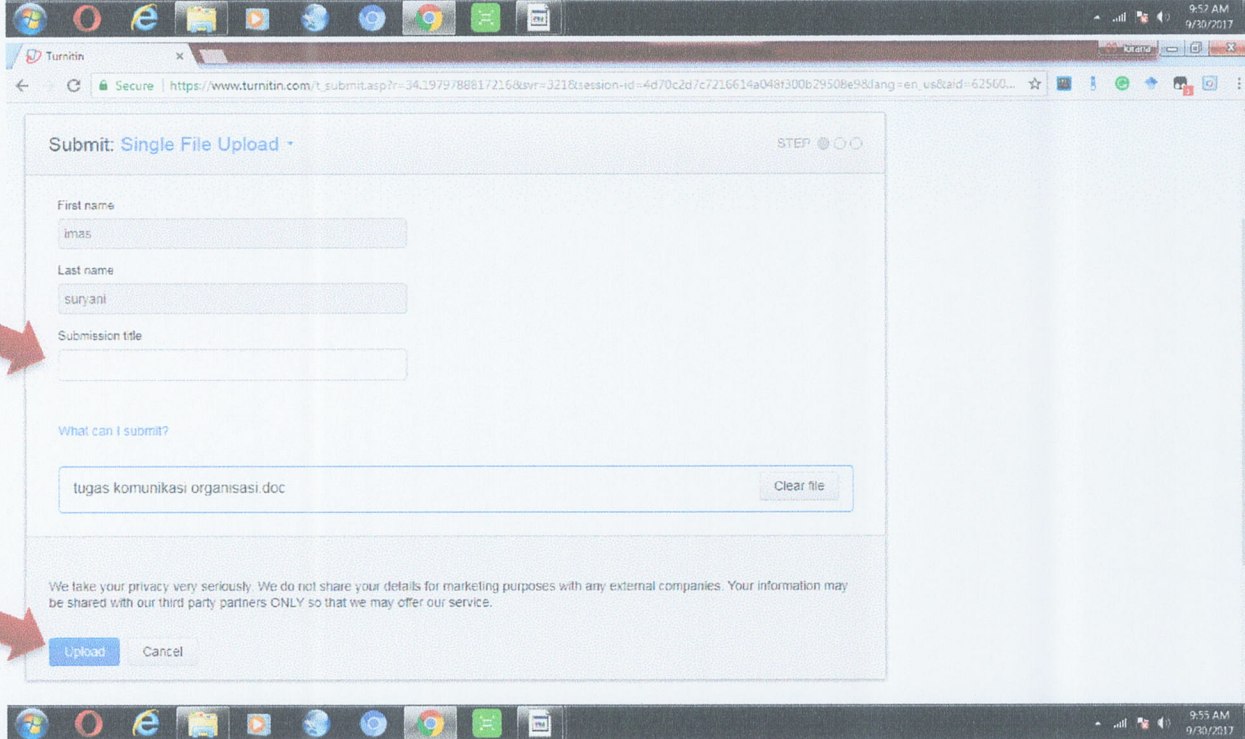 9:52 AM
9/30/2017
Turnitin
Secure https://www.turnitin.com/t_submit.asp?r=34.1979788817216&svr=321&session-id=4d70c2d7c7216614a048f300b29508e9&lang=en_us&aid=62560...
Submit: Single File Upload
STEP
First name
imas
Last name
suryani
Submission title
What can I submit?
tugas komunikasi organisasi.doc
Clear file
We take your privacy very seriously. We do not share your details for marketing purposes with any external companies. Your information may
be shared with our third party partners ONLY so that we may offer our service.
Upload
Cancel
9:55 AM
9/30/2017